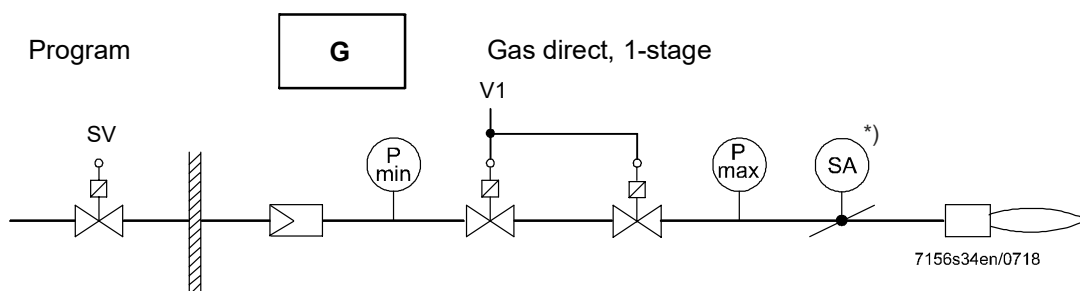 Program G Gas direct, 1-stage
V1
SV
P min
P max
SA *)
7156s34en/0718